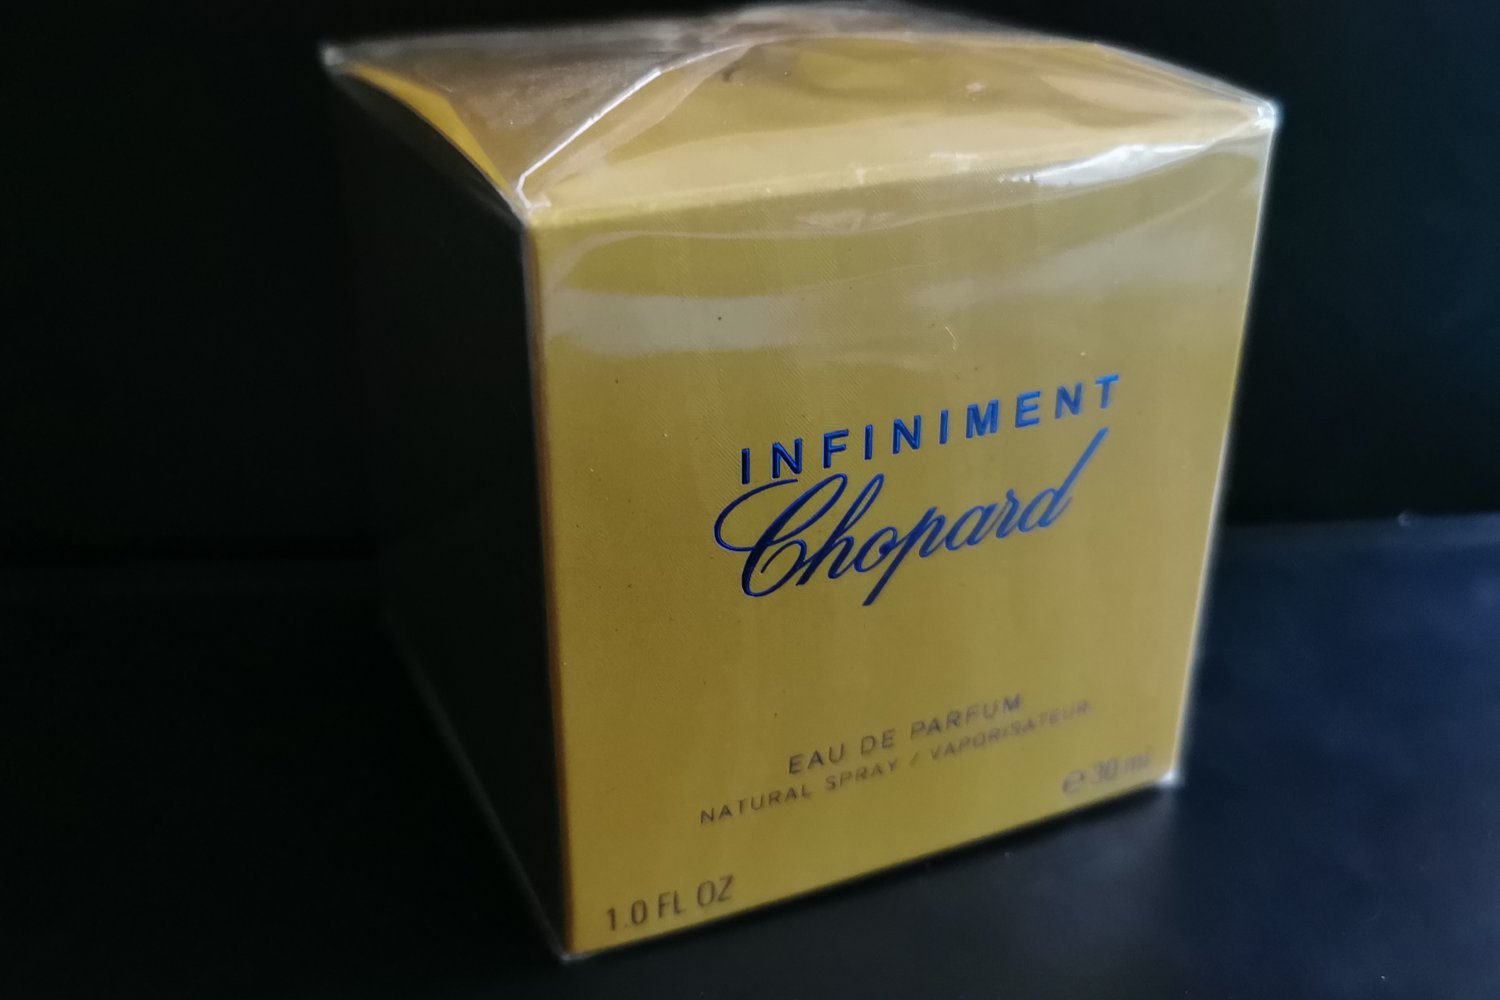 INFINIMENT
Chopard
EAU DE PARFUM
NATURAL SPRAY / VAPORISATEUR
℮ 30 ml
1.0 FL OZ